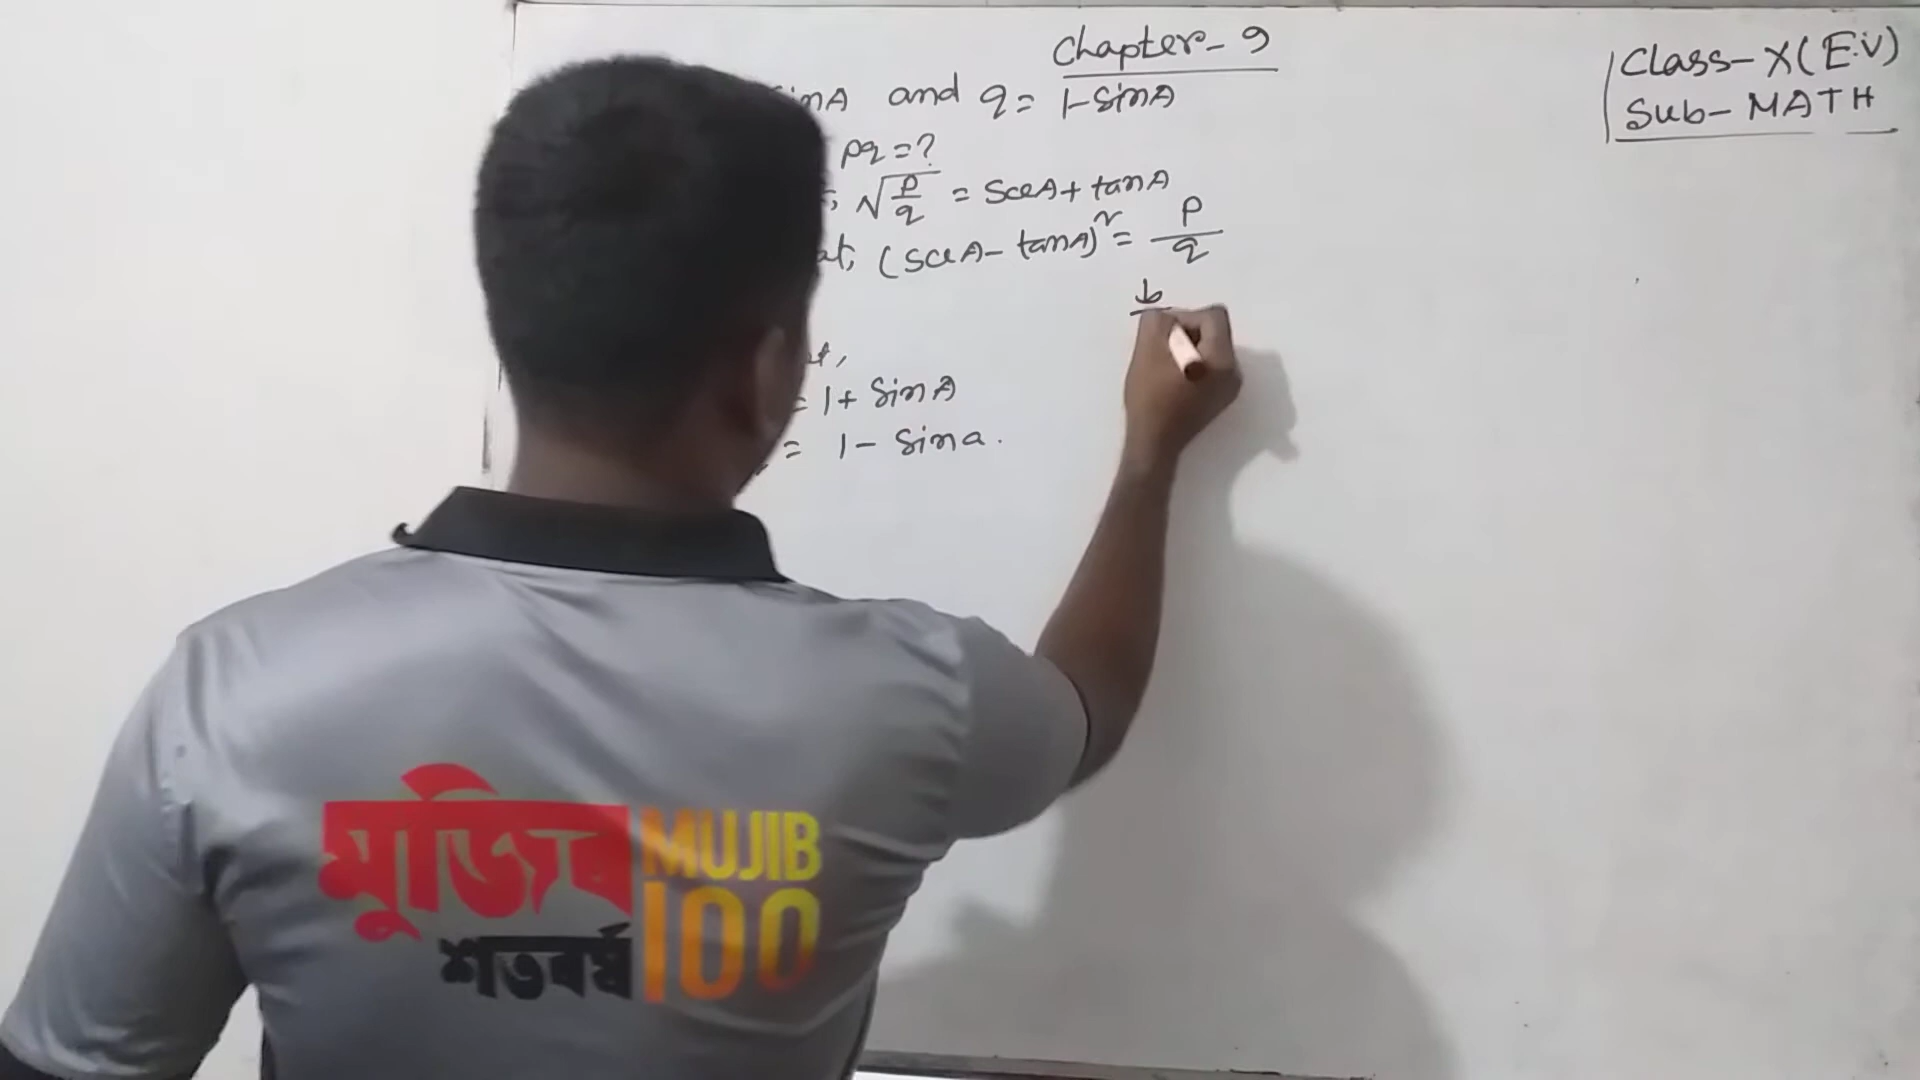 Chapter-9
Class-X(E.V)
Sub-MATH
sinA and q = 1-sinA
pq = ?
√p/q = SecA + tanA
(secA - tanA)² = p/q
= 1 + SinA
= 1 - Sina.
মুজিব MUJIB
শতবর্ষ 100